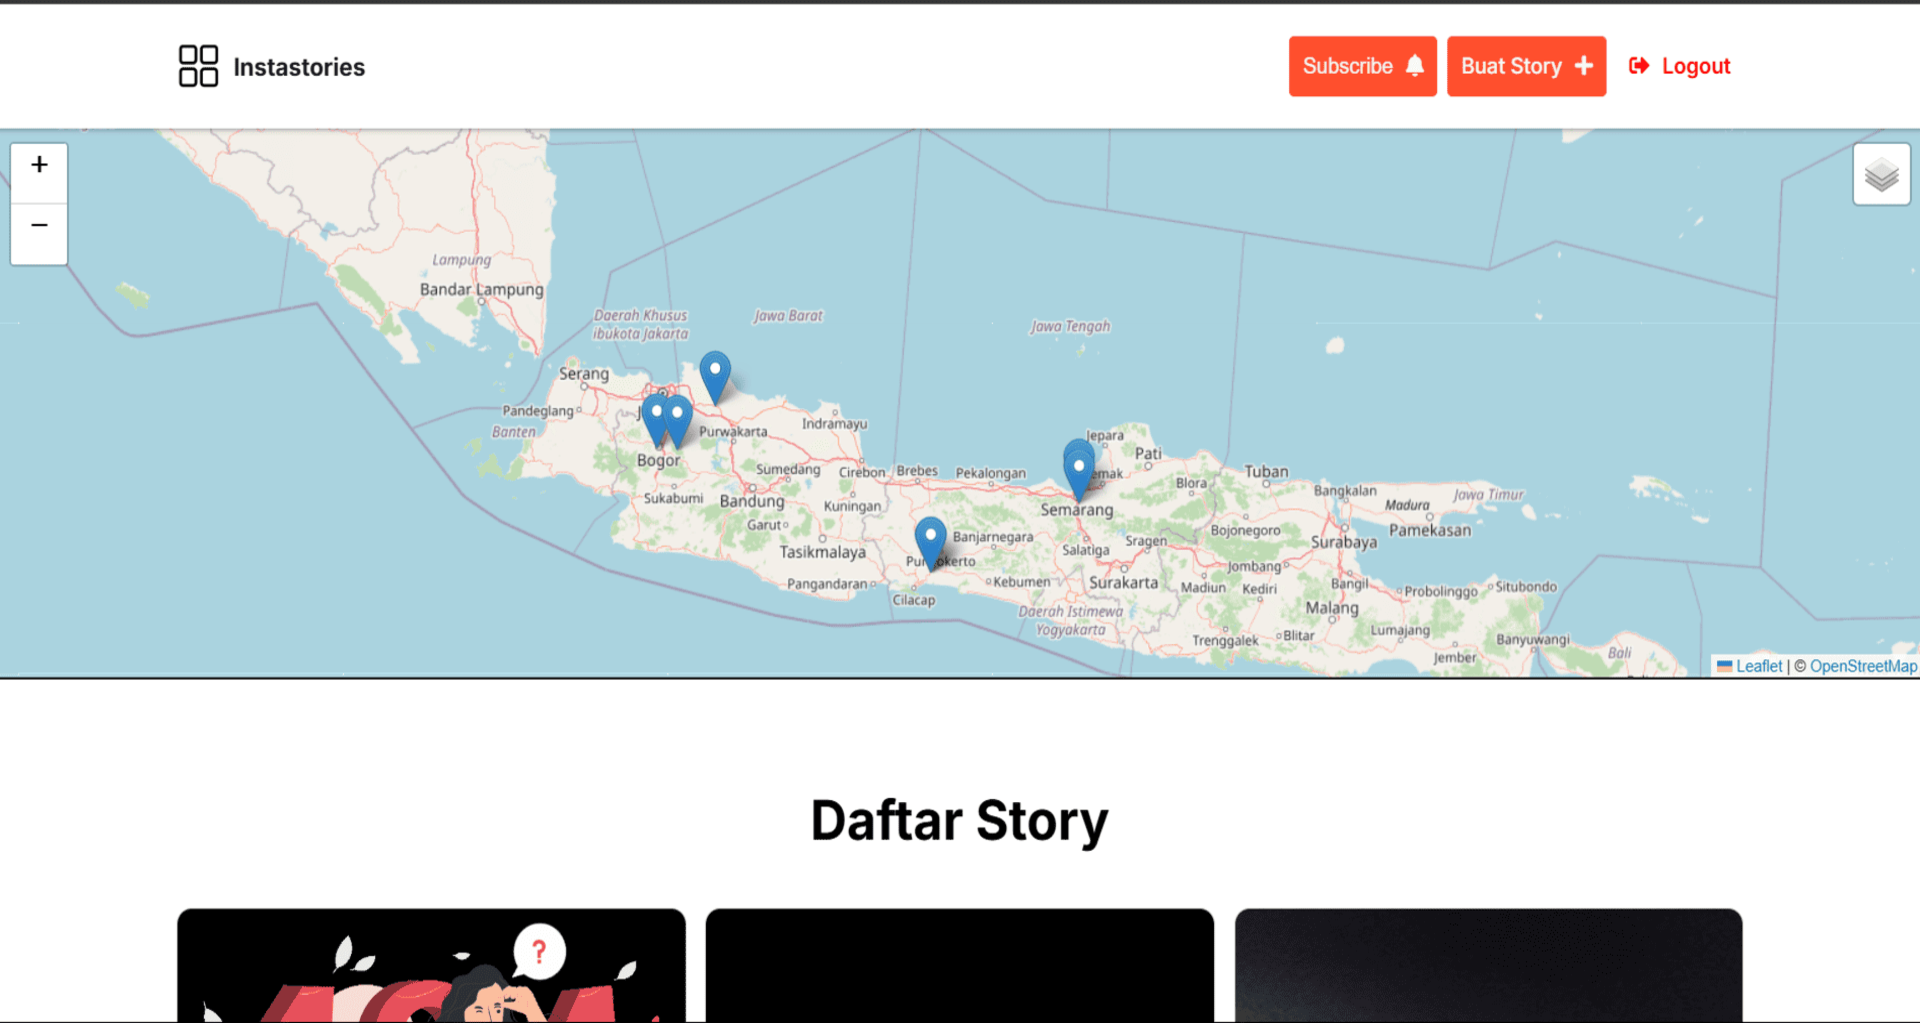 Instastories
Subscribe
Buat Story +
Logout
+
−
Lampung
Bandar Lampung
Daerah Khusus
ibukota Jakarta
Jawa Barat
Jawa Tengah
Serang
Pandeglang
Banten
Purwakarta
Indramayu
Jepara
Bogor
Sumedang
Cirebon
Brebes
Pekalongan
Pati
Tuban
Blora
Sukabumi
Bandung
Kuningan
Semarang
Bangkalan
Madura
Jawa Timur
Garut
Tasikmalaya
Banjarnegara
Salatiga
Sragen
Bojonegoro
Surabaya
Pamekasan
Pangandaran
Cilacap
Kebumen
Surakarta
Madiun
Jombang
Kediri
Bangil
Probolinggo
Situbondo
Daerah Istimewa
Yogyakarta
Malang
Trenggalek
Blitar
Lumajang
Jember
Banyuwangi
Bali
Leaflet | © OpenStreetMap
Daftar Story
?